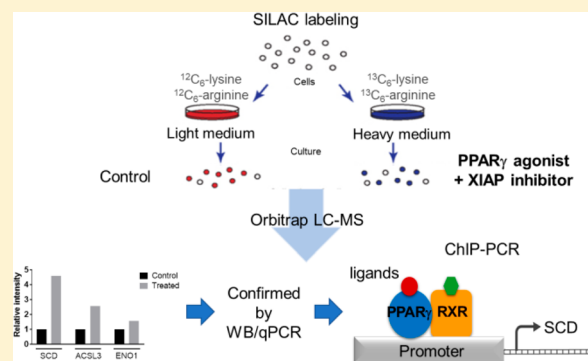 SILAC labeling
Cells
¹²C₆-lysine
¹²C₆-arginine
¹³C₆-lysine
¹³C₆-arginine
Light medium
Heavy medium
Culture
Control
PPARγ agonist
+ XIAP inhibitor
Orbitrap LC-MS
Relative intensity
5
4
3
2
1
0
Control
Treated
SCD
ACSL3
ENO1
Confirmed
by
WB/qPCR
ChIP-PCR
ligands
PPARγ
RXR
SCD
Promoter